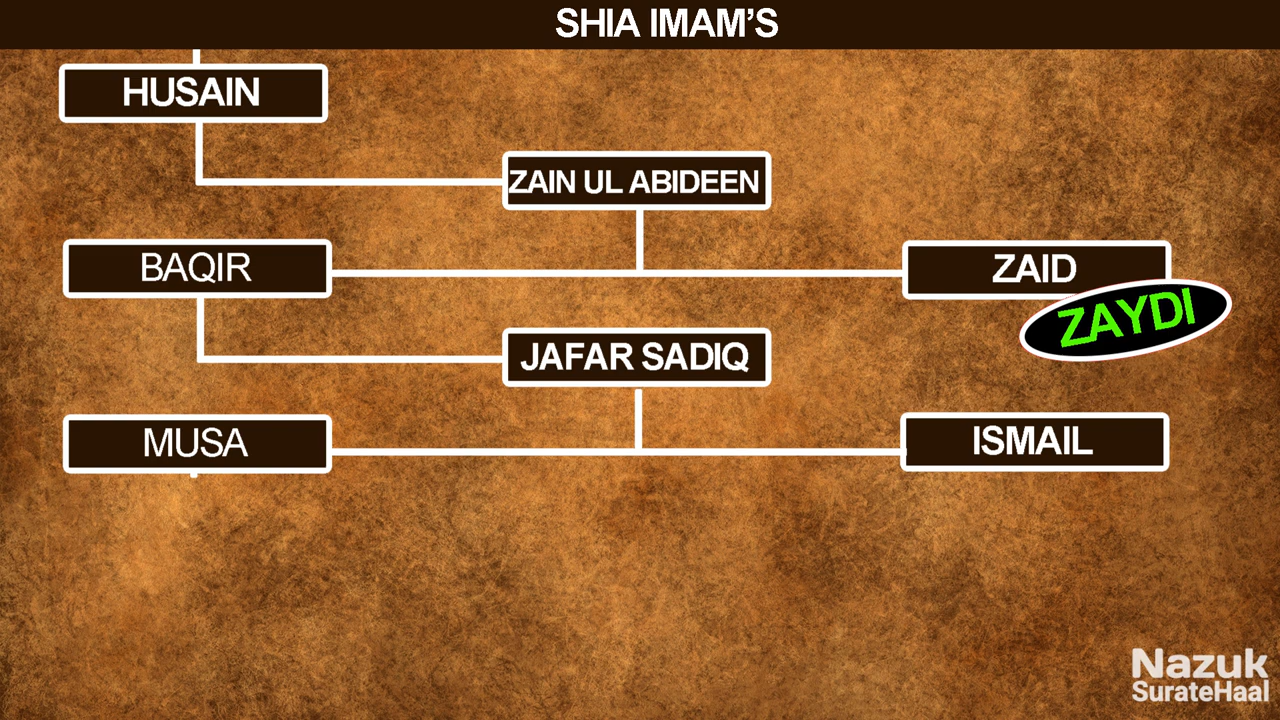 SHIA IMAM’S
HUSAIN
ZAIN UL ABIDEEN
BAQIR
ZAID
ZAYDI
JAFAR SADIQ
MUSA
ISMAIL
Nazuk
SurateHaal